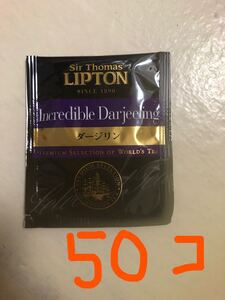 Sir Thomas
LIPTON
SINCE 1890
Incredible Darjeeling
ダージリン
PREMIUM SELECTION OF WORLD'S TEA
50コ